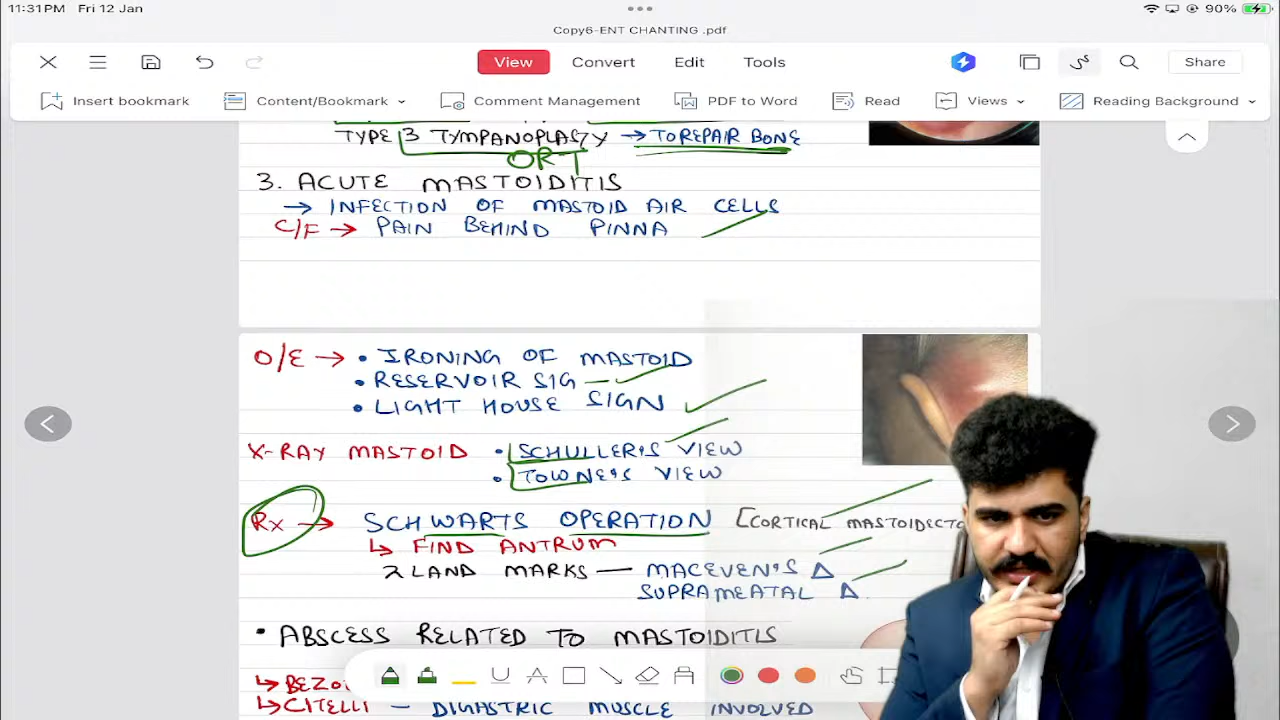 11:31PM Fri 12 Jan
90%
Copy6-ENT CHANTING .pdf
View Convert Edit Tools
Share
Insert bookmark Content/Bookmark Comment Management PDF to Word Read Views Reading Background
TYPE 3 TYMPANOPLASTY → TO REPAIR BONE
ORT
3. ACUTE MASTOIDITIS
→ INFECTION OF MASTOID AIR CELLS
C/F → PAIN BEHIND PINNA
O/E → • IRONING OF MASTOID
• RESERVOIR SIG
• LIGHT HOUSE SIGN
X-RAY MASTOID • SCHULLER'S VIEW
• TOWNE'S VIEW
Rx → SCHWARTS OPERATION [CORTICAL MASTOIDECTO
↳ FIND ANTRUM
2 LAND MARKS — MACEVEN'S Δ
SUPRAMEATAL Δ
• ABSCESS RELATED TO MASTOIDITIS
↳ BEZO
↳ CITELLI — DIGASTRIC MUSCLE INVOLVED